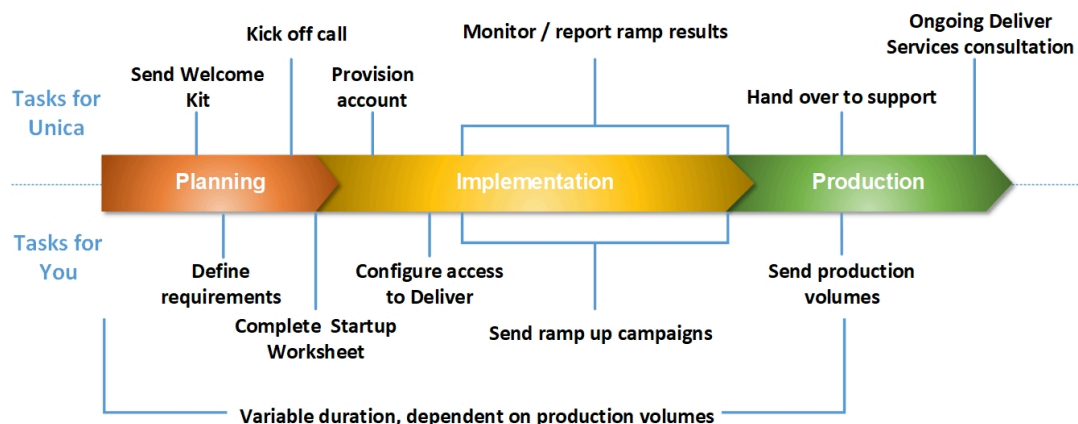 Ongoing Deliver
Services consultation
Kick off call
Monitor / report ramp results
Send Welcome
Kit
Provision
account
Hand over to support
Tasks for
Unica
Planning
Implementation
Production
Tasks for
You
Define
requirements
Configure access
to Deliver
Send production
volumes
Complete Startup
Worksheet
Send ramp up campaigns
Variable duration, dependent on production volumes